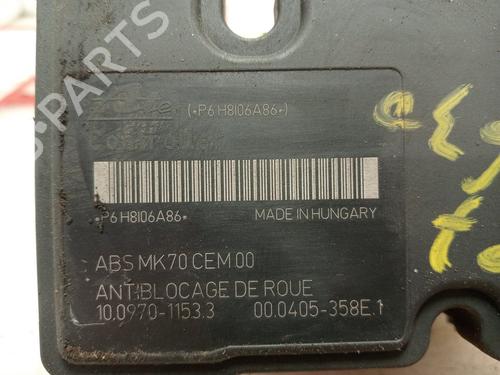 (*P6H8I06A86*)
*P6H8I06A86*
MADE IN HUNGARY
ABS MK70 CEM 00
ANTIBLOCAGE DE ROUE
10.0970-1153.3 00.0405-358E.1